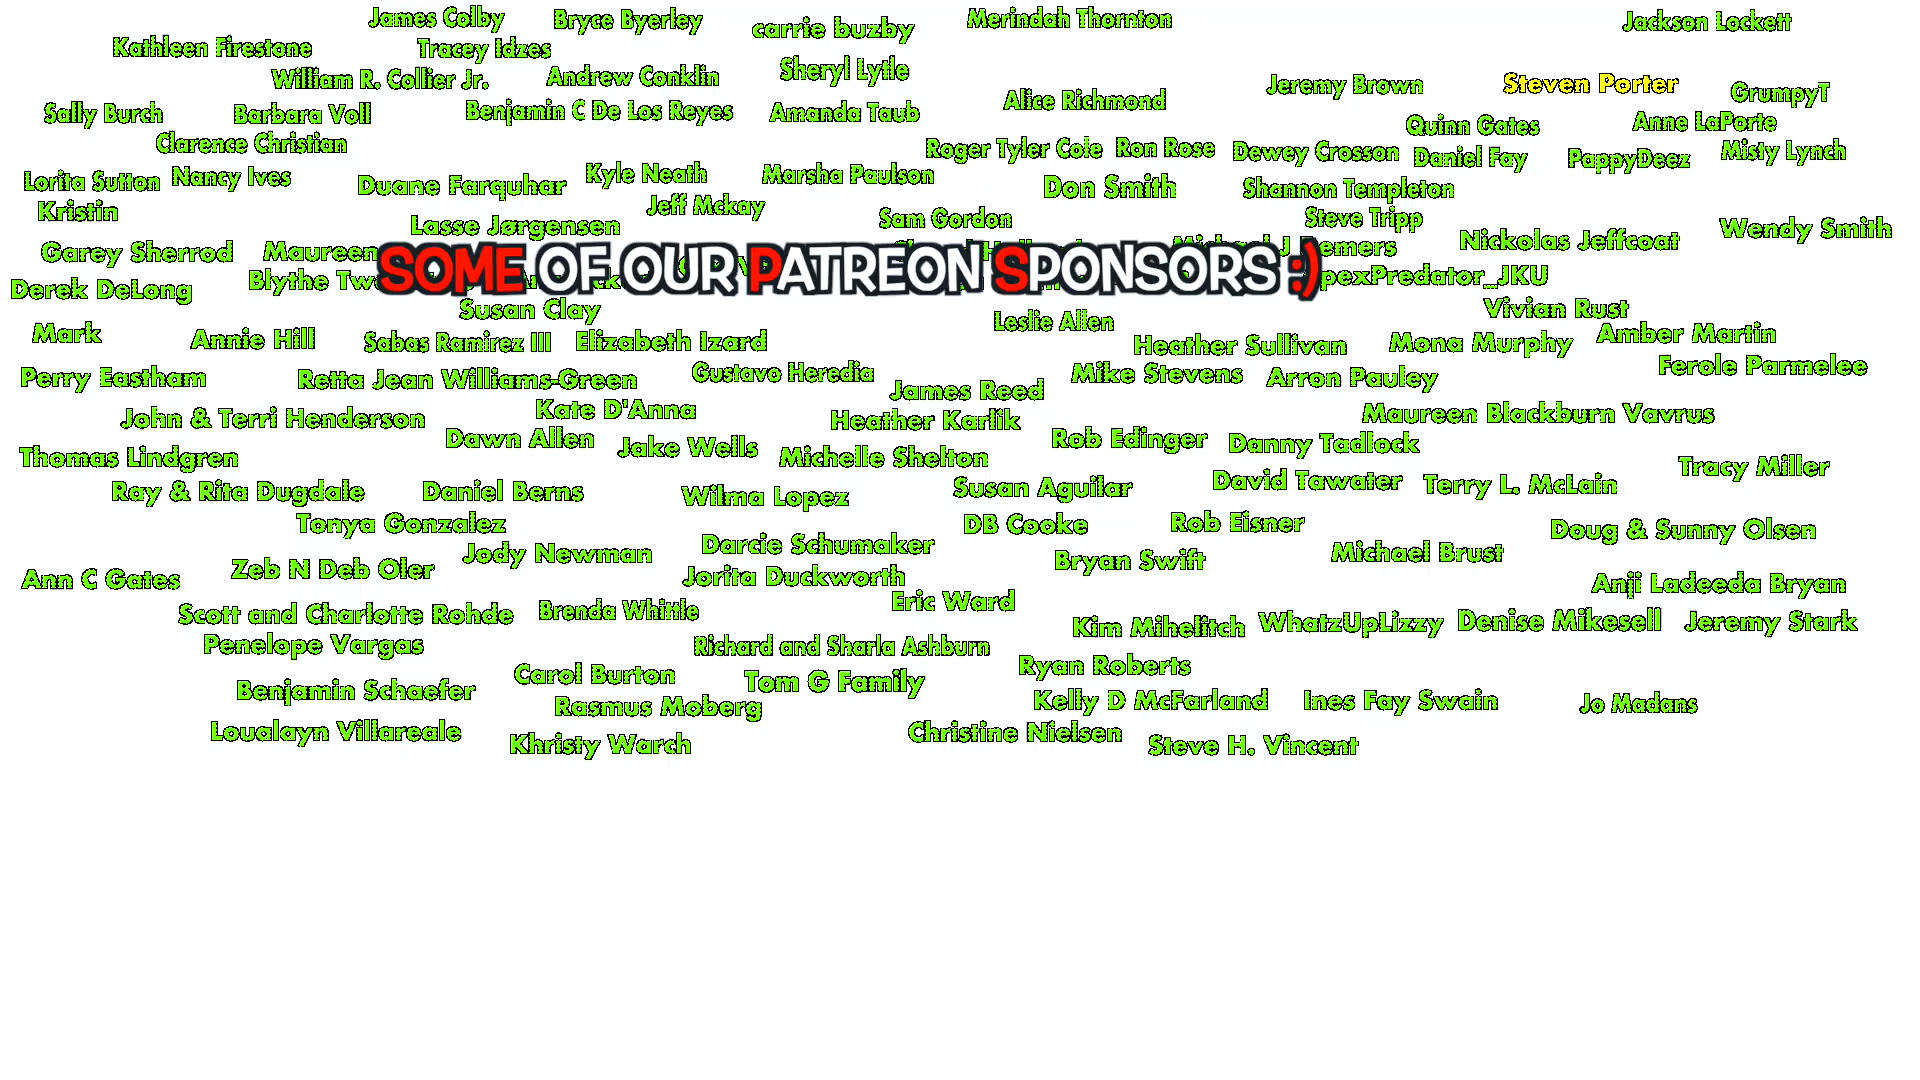 James Colby
Bryce Byerley
carrie buzby
Merindah Thornton
Jackson Lockett
Kathleen Firestone
Tracey Idzes
William R. Collier Jr.
Andrew Conklin
Sheryl Lytle
Jeremy Brown
Steven Porter
GrumpyT
Sally Burch
Barbara Voll
Benjamin C De Los Reyes
Amanda Taub
Alice Richmond
Quinn Gates
Anne LaPorte
Clarence Christian
Roger Tyler Cole
Ron Rose
Dewey Crosson
Daniel Fay
PappyDeez
Misty Lynch
Lorita Sutton
Nancy Ives
Duane Farquhar
Kyle Neath
Marsha Paulson
Don Smith
Shannon Templeton
Kristin
Lasse Jørgensen
Jeff Mckay
Sam Gordon
Steve Tripp
Wendy Smith
Garey Sherrod
Maureen
Michael J
Nickolas Jeffcoat
SOME OF OUR PATREON SPONSORS :)
Derek DeLong
Blythe
Susan Clay
Leslie Allen
Vivian Rust
Mark
Annie Hill
Sabas Ramirez III
Elizabeth Izard
Heather Sullivan
Mona Murphy
Amber Martin
Perry Eastham
Retta Jean Williams-Green
Gustavo Heredia
James Reed
Mike Stevens
Arron Pauley
Ferole Parmelee
John & Terri Henderson
Kate D'Anna
Heather Karlik
Maureen Blackburn Vavrus
Thomas Lindgren
Dawn Allen
Jake Wells
Michelle Shelton
Rob Edinger
Danny Tadlock
Tracy Miller
Ray & Rita Dugdale
Daniel Berns
Wilma Lopez
Susan Aguilar
David Tawater
Terry L. McLain
Tonya Gonzalez
DB Cooke
Rob Eisner
Doug & Sunny Olsen
Jody Newman
Darcie Schumaker
Bryan Swift
Michael Brust
Ann C Gates
Zeb N Deb Oler
Jorita Duckworth
Anji Ladeeda Bryan
Scott and Charlotte Rohde
Brenda Whittle
Eric Ward
Kim Mihelitch
WhatzUpLizzy
Denise Mikesell
Jeremy Stark
Penelope Vargas
Richard and Sharla Ashburn
Ryan Roberts
Benjamin Schaefer
Carol Burton
Tom G Family
Kelly D McFarland
Ines Fay Swain
Jo Madans
Rasmus Moberg
Loualayn Villareale
Khristy Warch
Christine Nielsen
Steve H. Vincent